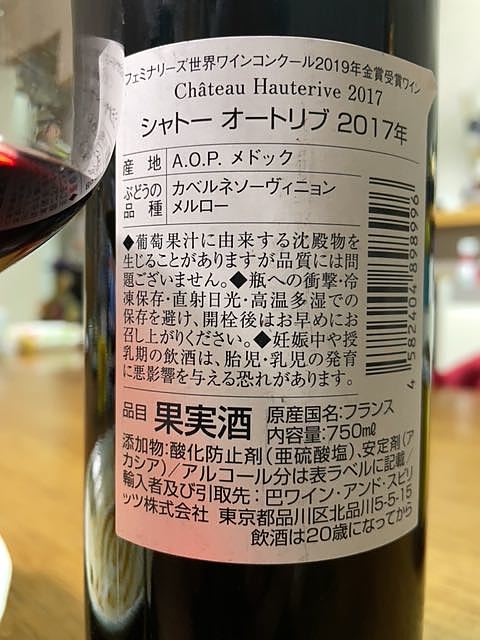 フェミナリーズ世界ワインコンクール2019年金賞受賞ワイン
Château Hauterive 2017
シャトー オートリブ 2017年
産 地 A.O.P. メドック
ぶどうの品種 カベルネソーヴィニョン
メルロー
◆葡萄果汁に由来する沈殿物を
生じることがありますが品質には問
題ございません。◆瓶への衝撃・冷
凍保存・直射日光・高温多湿での
保存を避け、開栓後はお早めにお
召し上がりください。◆妊娠中や授
乳期の飲酒は、胎児・乳児の発育
に悪影響を与える恐れがあります。
4 582404 898996
品目 果実酒 原産国名:フランス
内容量:750㎖
添加物:酸化防止剤(亜硫酸塩)、安定剤(ア
カシア)/アルコール分は表ラベルに記載/
輸入者及び引取先:巴ワイン・アンド・スピリ
ッツ株式会社 東京都品川区北品川5-5-15
飲酒は20歳になってから